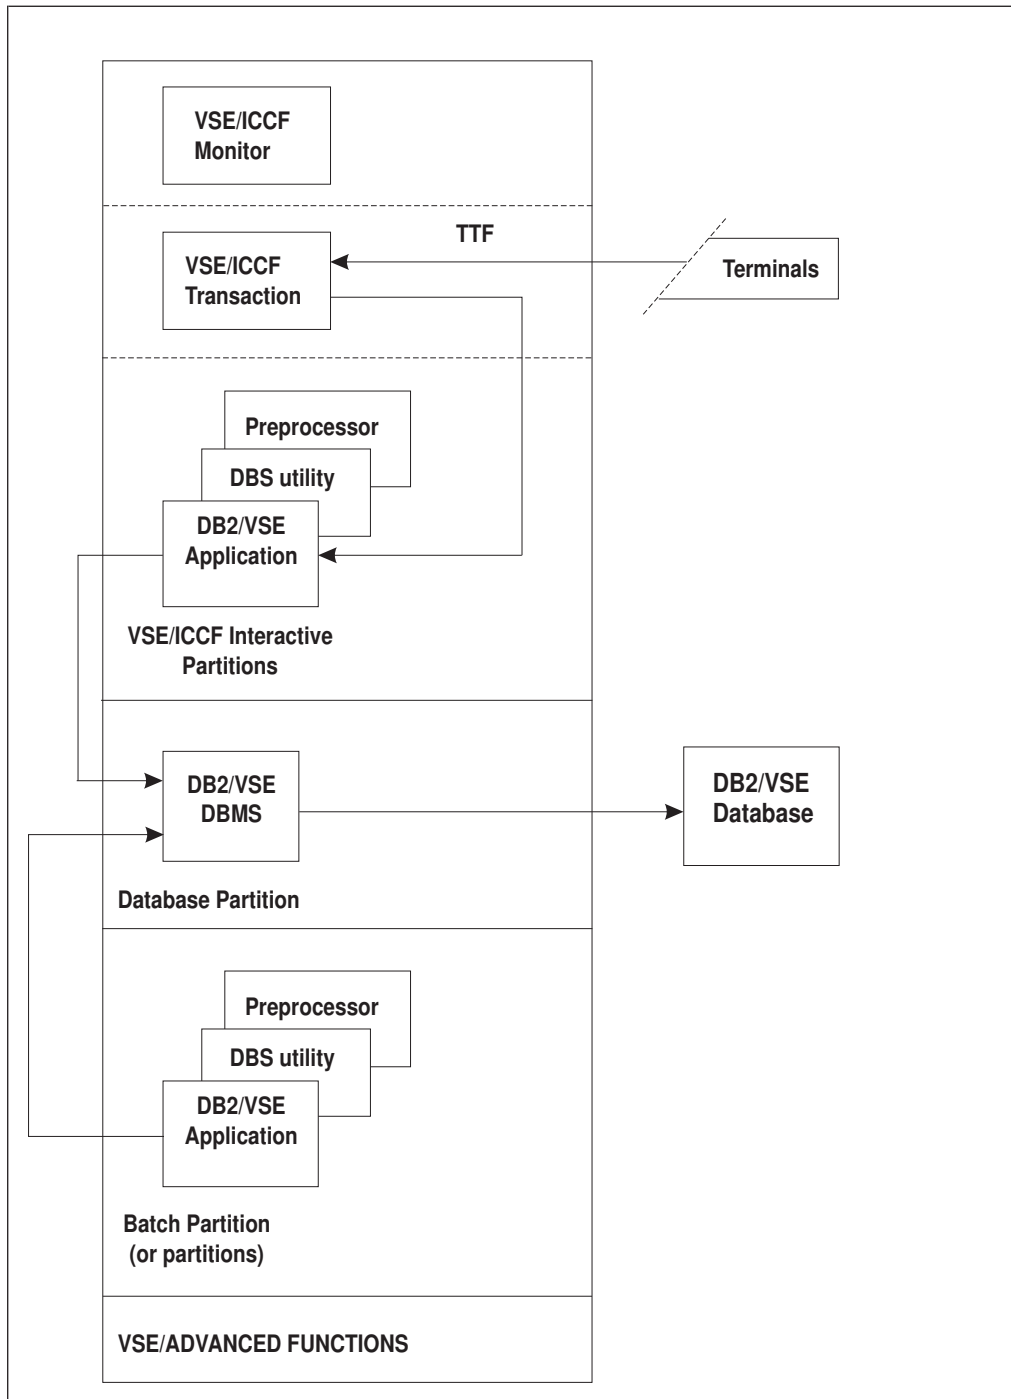 VSE/ICCF
Monitor
TTF
VSE/ICCF
Transaction
Terminals
Preprocessor
DBS utility
DB2/VSE
Application
VSE/ICCF Interactive
Partitions
DB2/VSE
DBMS
DB2/VSE
Database
Database Partition
Preprocessor
DBS utility
DB2/VSE
Application
Batch Partition
(or partitions)
VSE/ADVANCED FUNCTIONS